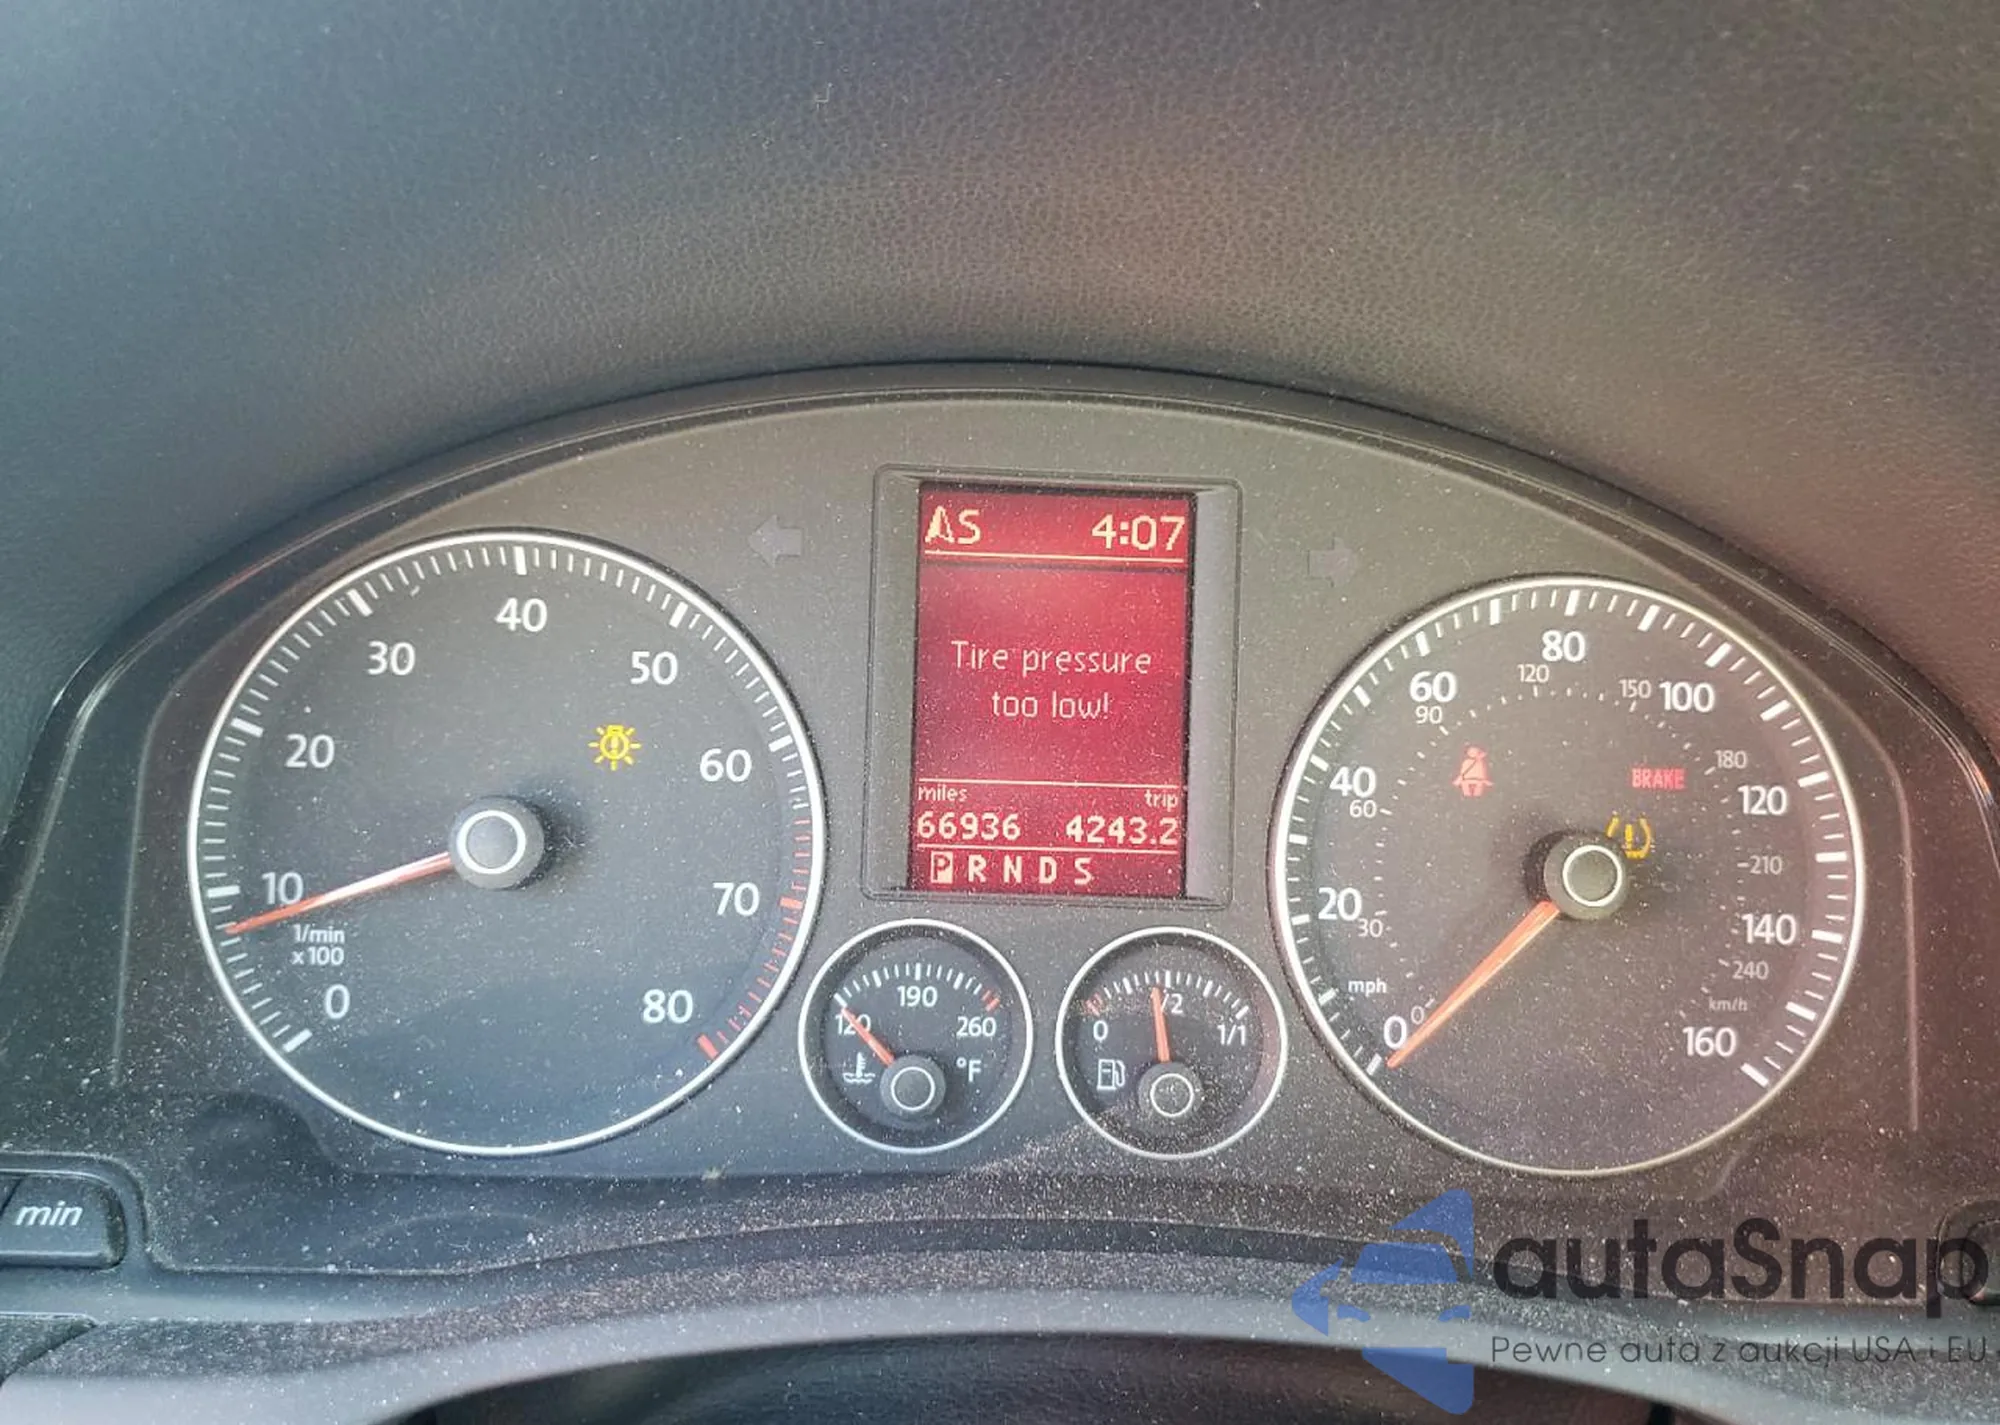 AS 4:07
Tire pressure
too low!
miles trip
66936 4243.2
P R N D S
0 10 20 30 40 50 60 70 80
1/min
x100
120 190 260
°F
0 1/2 1/1
0 20 40 60 80 100 120 140 160
mph
0 30 60 90 120 150 180 210 240
km/h
BRAKE
min
autaSnap
Pewne auta z aukcji USA i EU